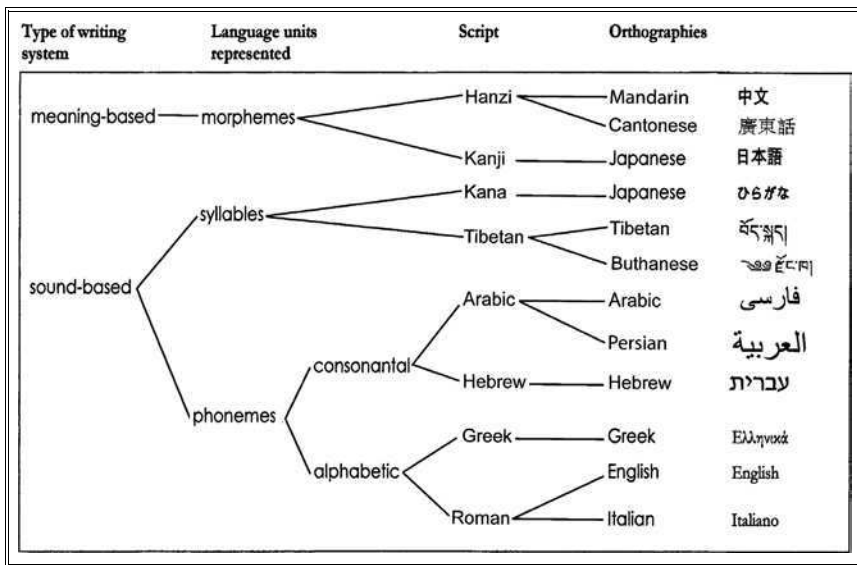 Type of writing system Language units represented Script Orthographies
meaning-based morphemes Hanzi Mandarin 中文
Cantonese 廣東話
Kanji Japanese 日本語
syllables Kana Japanese ひらがな
Tibetan Tibetan བོད་སྐད།
Buthanese ༄༅༅རྫོང་ཁ།
sound-based
Arabic Arabic فارسی
consonantal Persian العربية
Hebrew Hebrew עברית
phonemes
Greek Greek Ελληνικά
alphabetic English English
Roman Italian Italiano